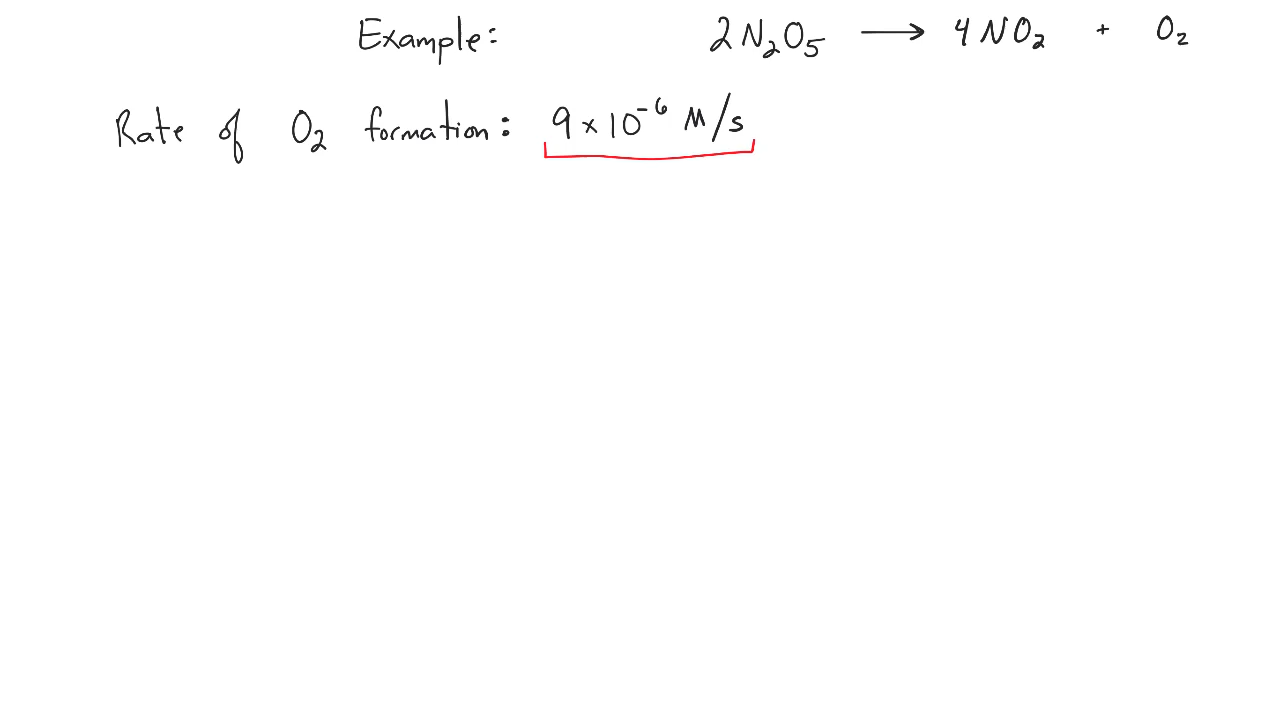 Example: 2N₂O₅ ⟶ 4NO₂ + O₂
Rate of O₂ formation: 9×10⁻⁶ M/s